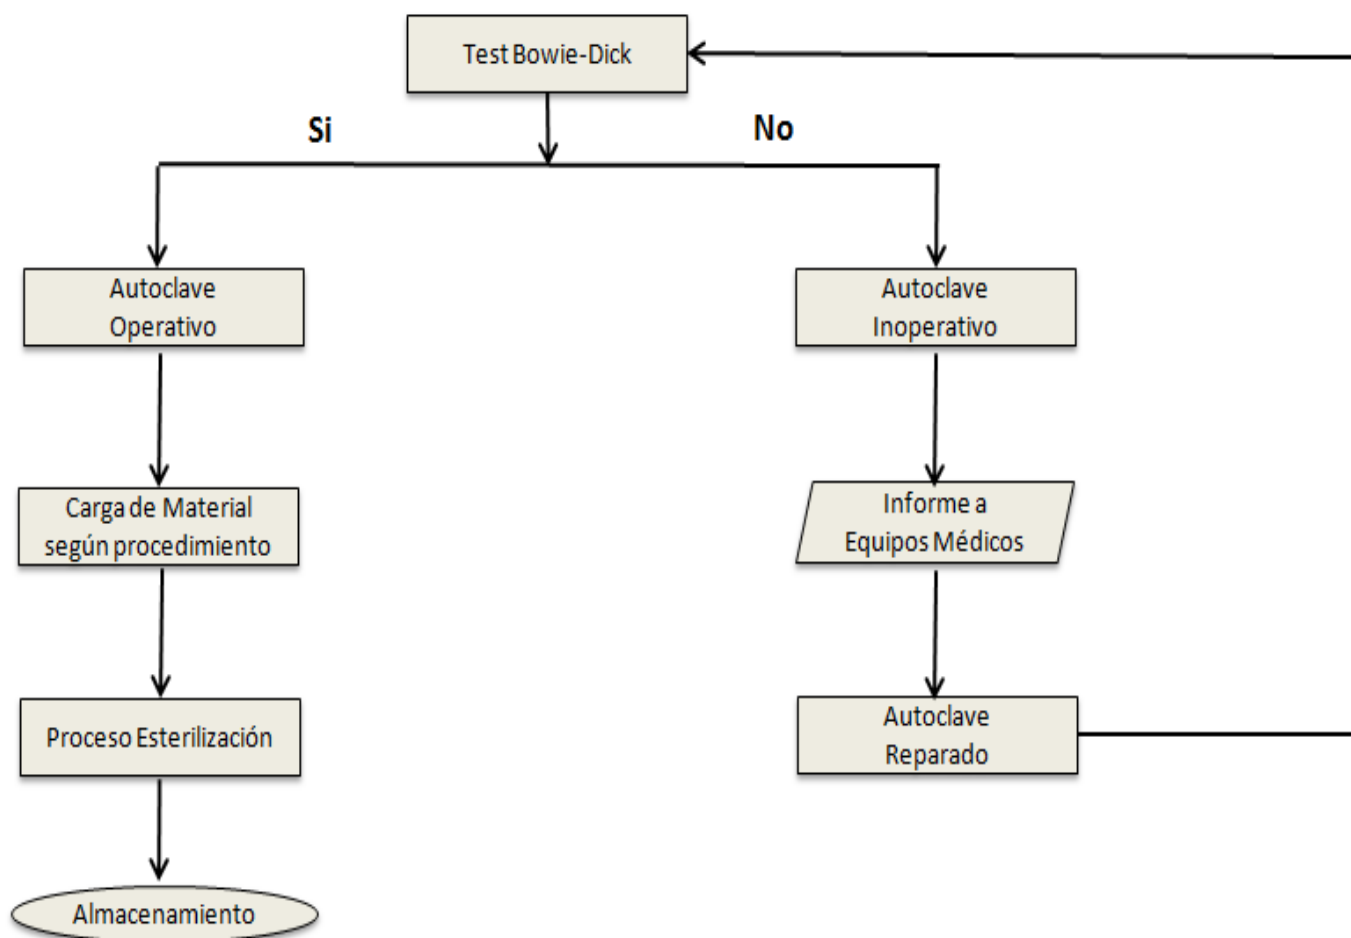 Test Bowie-Dick
Si
No
Autoclave
Operativo
Autoclave
Inoperativo
Carga de Material
según procedimiento
Informe a
Equipos Médicos
Proceso Esterilización
Autoclave
Reparado
Almacenamiento